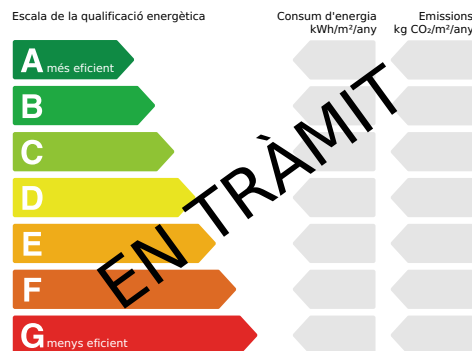 Escala de la qualificació energètica
Consum d'energia
kWh/m²/any
Emissions
kg CO₂/m²/any
A més eficient
B
C
D
E
F
G menys eficient
EN TRÀMIT